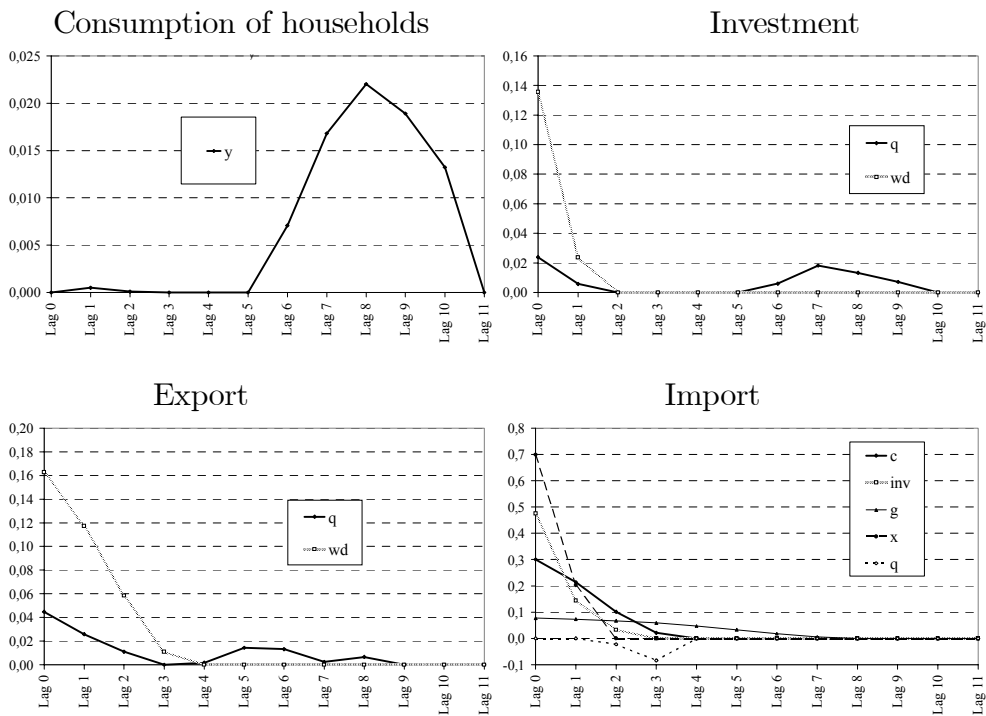 Consumption of households
0,025
0,020
0,015
0,010
0,005
0,000
y
Lag 0
Lag 1
Lag 2
Lag 3
Lag 4
Lag 5
Lag 6
Lag 7
Lag 8
Lag 9
Lag 10
Lag 11
Investment
0,16
0,14
0,12
0,10
0,08
0,06
0,04
0,02
0,00
q
wd
Lag 0
Lag 1
Lag 2
Lag 3
Lag 4
Lag 5
Lag 6
Lag 7
Lag 8
Lag 9
Lag 10
Lag 11
Export
0,20
0,18
0,16
0,14
0,12
0,10
0,08
0,06
0,04
0,02
0,00
q
wd
Lag 0
Lag 1
Lag 2
Lag 3
Lag 4
Lag 5
Lag 6
Lag 7
Lag 8
Lag 9
Lag 10
Lag 11
Import
0,8
0,7
0,6
0,5
0,4
0,3
0,2
0,1
0,0
-0,1
c
inv
g
x
q
Lag 0
Lag 1
Lag 2
Lag 3
Lag 4
Lag 5
Lag 6
Lag 7
Lag 8
Lag 9
Lag 10
Lag 11